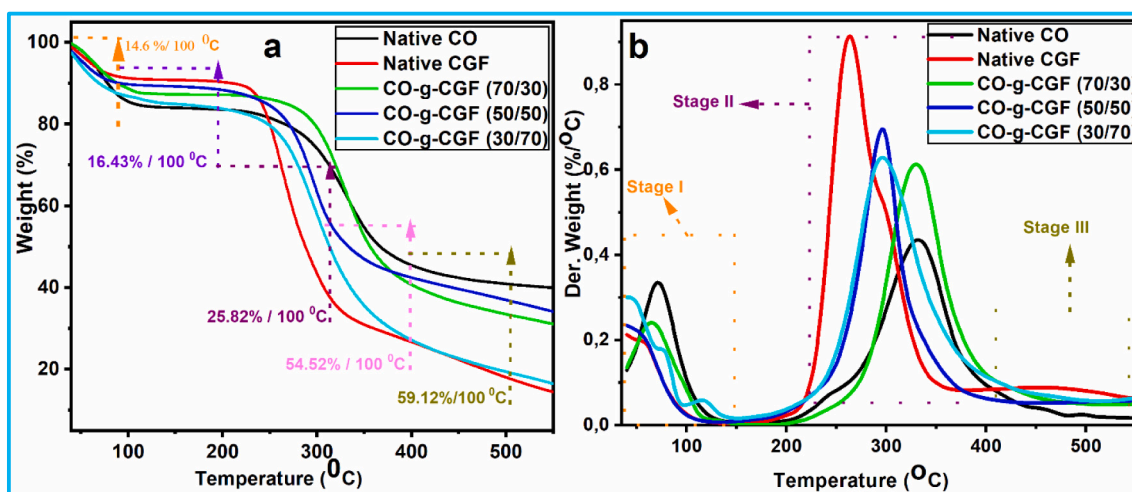 a
Native CO
Native CGF
CO-g-CGF (70/30)
CO-g-CGF (50/50)
CO-g-CGF (30/70)
14.6 %/ 100 ⁰C
16.43% / 100 ⁰C
25.82% / 100 ⁰C
54.52% / 100 ⁰C
59.12%/100 ⁰C
100
80
60
40
20
Weight (%)
100
200
300
400
500
Temperature (⁰C)
b
Native CO
Native CGF
CO-g-CGF (70/30)
CO-g-CGF (50/50)
CO-g-CGF (30/70)
Stage I
Stage II
Stage III
0,8
0,6
0,4
0,2
0,0
Der. Weight (%/°C)
100
200
300
400
500
Temperature (°C)